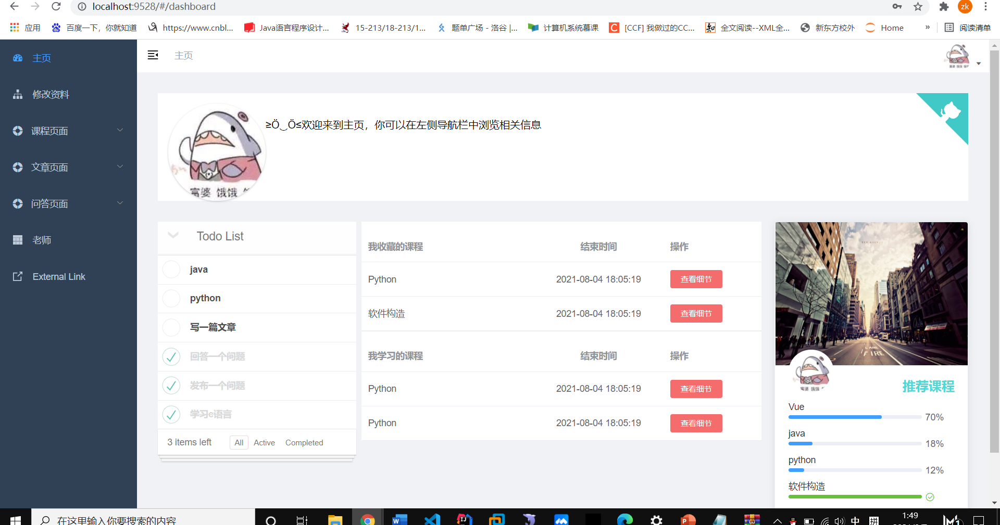 localhost:9528/#/dashboard
zk
应用
百度一下，你就知道
https://www.cnbl...
Java语言程序设计...
15-213/18-213/1...
题单广场 - 洛谷 |...
计算机系统慕课
[CCF] 我做过的CC...
全文阅读--XML全...
新东方校外
Home
»
阅读清单
主页
修改资料
课程页面
文章页面
问答页面
老师
External Link
主页
≥Ö‿Ö≤欢迎来到主页，你可以在左侧导航栏中浏览相关信息
富婆 饿饿
Todo List
java
python
写一篇文章
回答一个问题
发布一个问题
学习c语言
3 items left All Active Completed
我收藏的课程 结束时间 操作
Python 2021-08-04 18:05:19 查看细节
软件构造 2021-08-04 18:05:19 查看细节
我学习的课程 结束时间 操作
Python 2021-08-04 18:05:19 查看细节
Python 2021-08-04 18:05:19 查看细节
LANE
FIRE
富婆 饿饿
推荐课程
Vue
70%
java
18%
python
12%
软件构造
在这里输入你要搜索的内容
中
拼
1:49